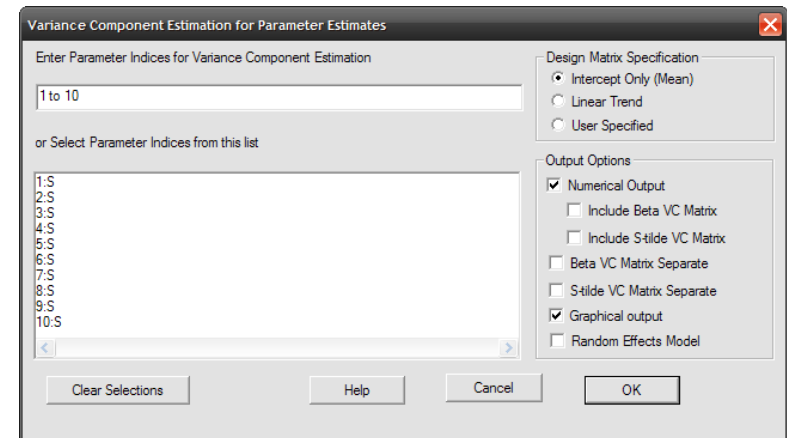 Variance Component Estimation for Parameter Estimates
Enter Parameter Indices for Variance Component Estimation
1 to 10
or Select Parameter Indices from this list
1:S
2:S
3:S
4:S
5:S
6:S
7:S
8:S
9:S
10:S
Design Matrix Specification
Intercept Only (Mean)
Linear Trend
User Specified
Output Options
Numerical Output
Include Beta VC Matrix
Include S-tilde VC Matrix
Beta VC Matrix Separate
S-tilde VC Matrix Separate
Graphical output
Random Effects Model
Clear Selections
Help
Cancel
OK